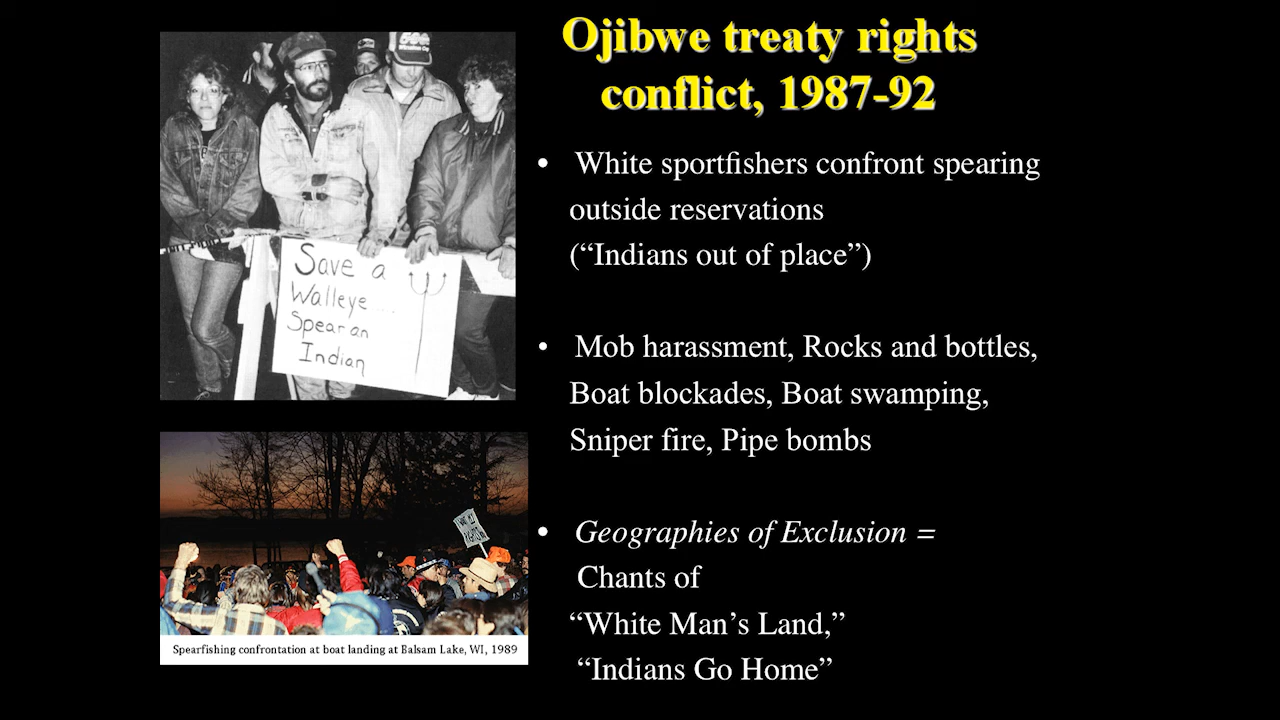 Ojibwe treaty rights
conflict, 1987-92
• White sportfishers confront spearing
outside reservations
(“Indians out of place”)
• Mob harassment, Rocks and bottles,
Boat blockades, Boat swamping,
Sniper fire, Pipe bombs
• Geographies of Exclusion =
Chants of
“White Man’s Land,”
“Indians Go Home”
Save a
Walleye....
Spear an
Indian
Spearfishing confrontation at boat landing at Balsam Lake, WI, 1989